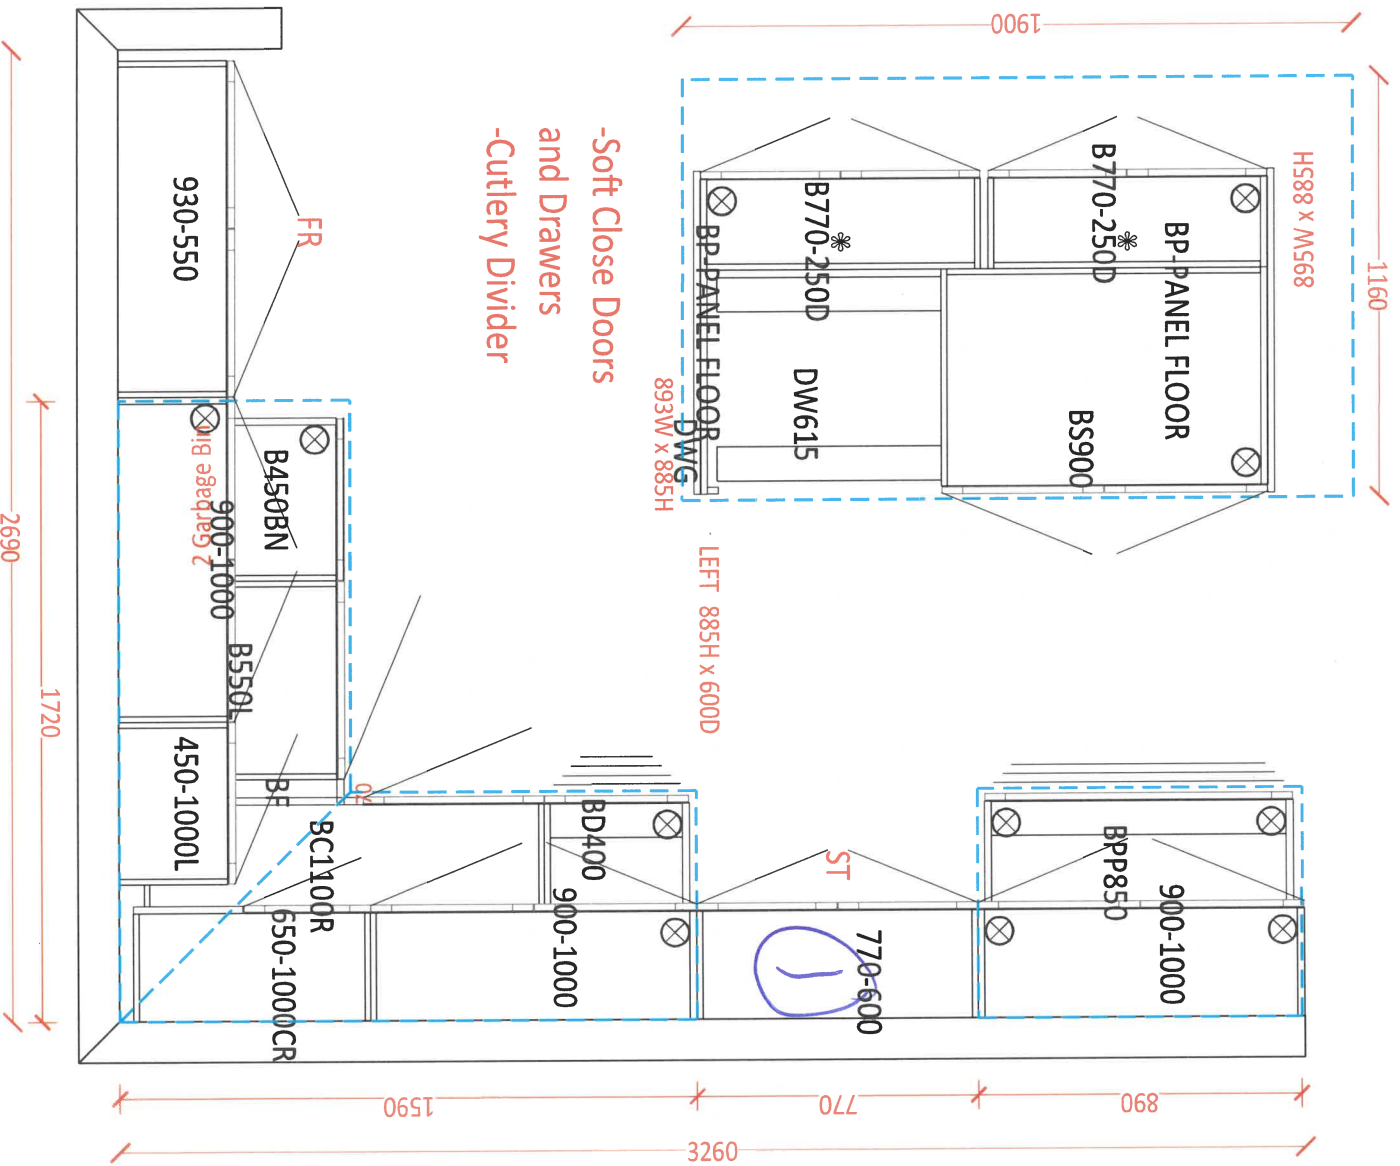 1900
1160
895W x 885H
B770-250D
BP-PANEL FLOOR
B770-250D
BP-PANEL FLOOR
DW615
BS900
DWG
893W x 885H
LEFT 885H x 600D
-Soft Close Doors
and Drawers
-Cutlery Divider
FR
930-550
2690
1720
2 Garbage Bin
B450BN
900-1000
B550L
450-1000L
BF
BC1100R
BD400
ST
BPP850
650-1000CR
900-1000
770-600
900-1000
1590
770
890
3260